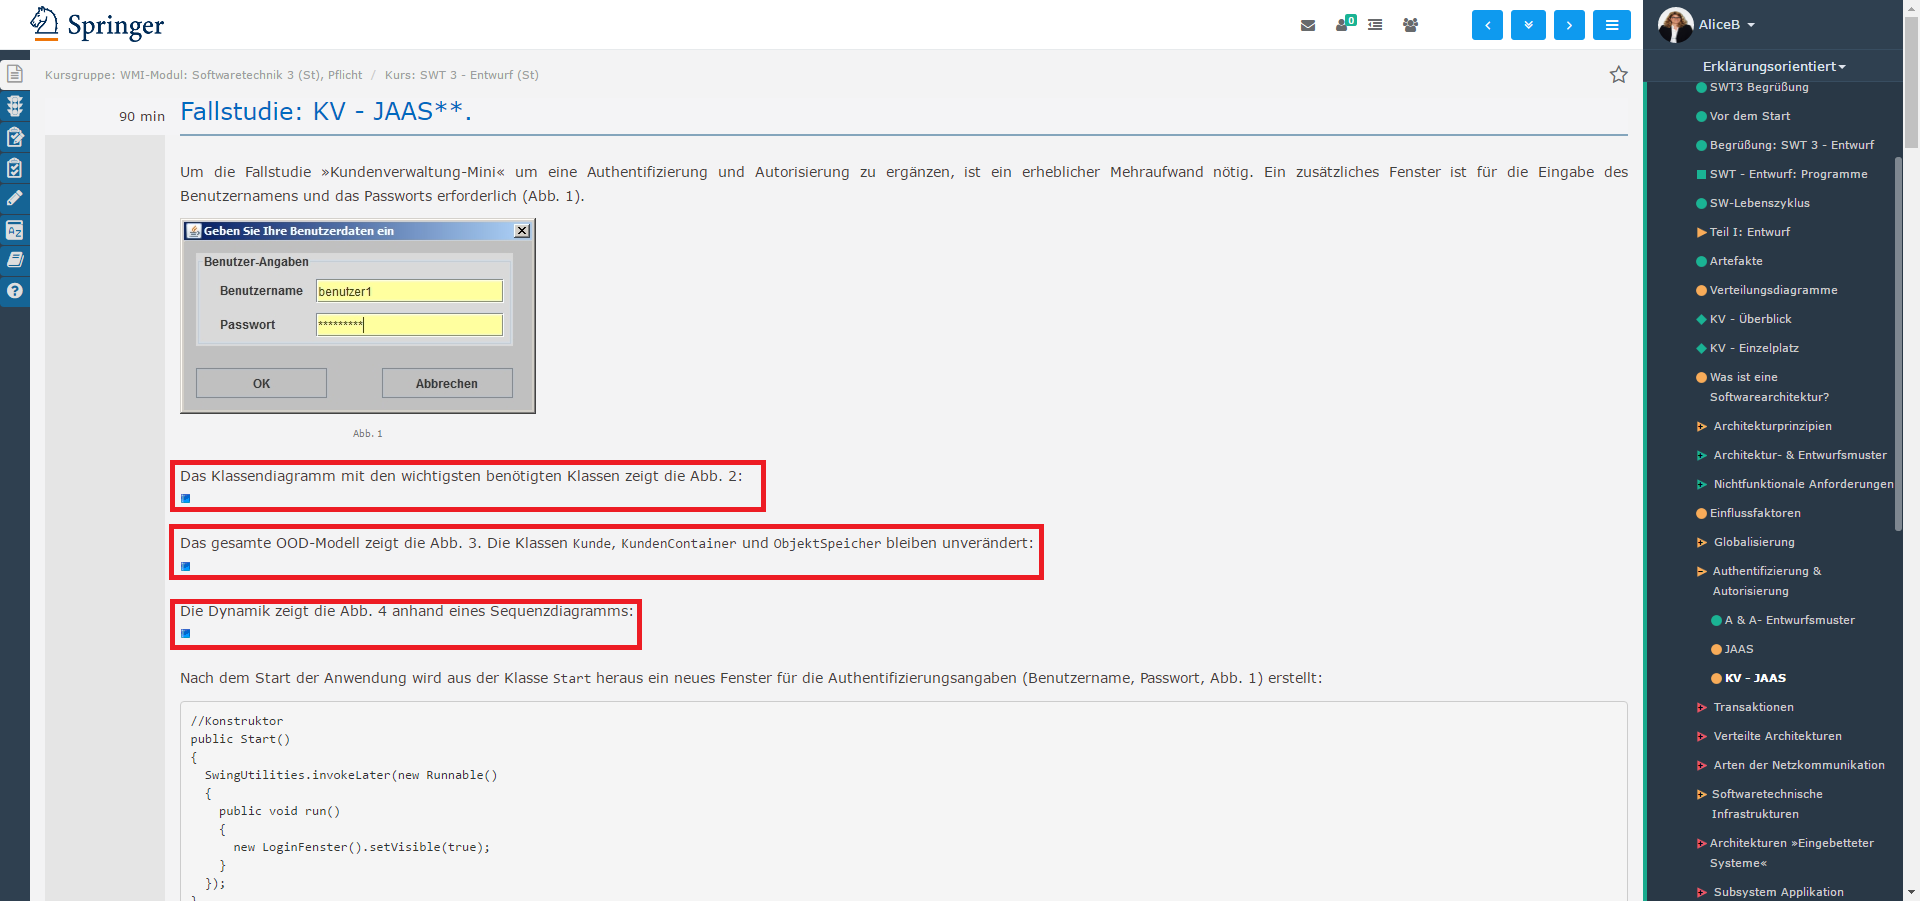 Springer
0
AliceB
Kursgruppe: WMI-Modul: Softwaretechnik 3 (St), Pflicht / Kurs: SWT 3 - Entwurf (St)
90 min
Fallstudie: KV - JAAS**.
Um die Fallstudie »Kundenverwaltung-Mini« um eine Authentifizierung und Autorisierung zu ergänzen, ist ein erheblicher Mehraufwand nötig. Ein zusätzliches Fenster ist für die Eingabe des
Benutzernamens und das Passworts erforderlich (Abb. 1).
Geben Sie Ihre Benutzerdaten ein
Benutzer-Angaben
Benutzername
benutzer1
Passwort
*********
OK
Abbrechen
Abb. 1
Das Klassendiagramm mit den wichtigsten benötigten Klassen zeigt die Abb. 2:
Das gesamte OOD-Modell zeigt die Abb. 3. Die Klassen Kunde, KundenContainer und ObjektSpeicher bleiben unverändert:
Die Dynamik zeigt die Abb. 4 anhand eines Sequenzdiagramms:
Nach dem Start der Anwendung wird aus der Klasse Start heraus ein neues Fenster für die Authentifizierungsangaben (Benutzername, Passwort, Abb. 1) erstellt:
//Konstruktor
public Start()
{
SwingUtilities.invokeLater(new Runnable()
{
public void run()
{
new LoginFenster().setVisible(true);
}
});
Erklärungsorientiert
SWT3 Begrüßung
Vor dem Start
Begrüßung: SWT 3 - Entwurf
SWT - Entwurf: Programme
SW-Lebenszyklus
Teil I: Entwurf
Artefakte
Verteilungsdiagramme
KV - Überblick
KV - Einzelplatz
Was ist eine
Softwarearchitektur?
Architekturprinzipien
Architektur- & Entwurfsmuster
Nichtfunktionale Anforderungen
Einflussfaktoren
Globalisierung
Authentifizierung &
Autorisierung
A & A- Entwurfsmuster
JAAS
KV - JAAS
Transaktionen
Verteilte Architekturen
Arten der Netzkommunikation
Softwaretechnische
Infrastrukturen
Architekturen »Eingebetteter
Systeme«
Subsystem Applikation